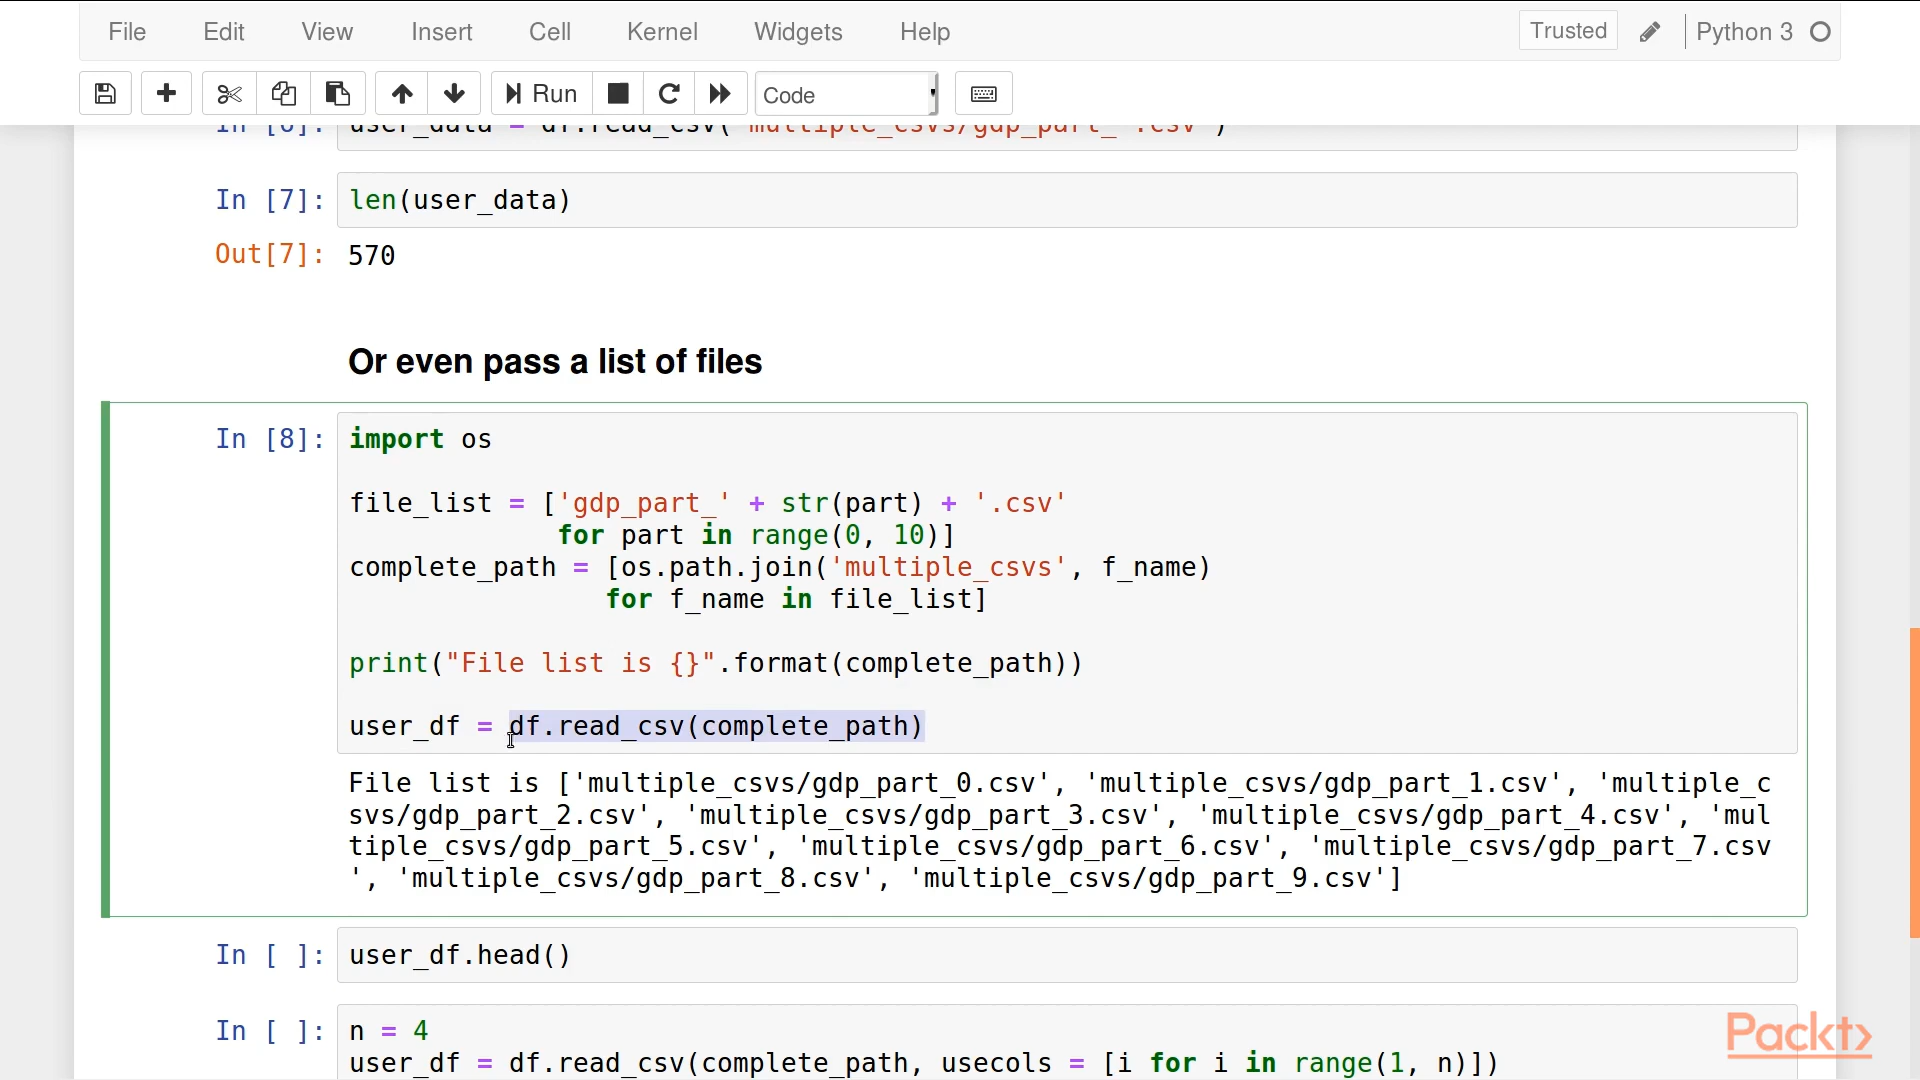 File Edit View Insert Cell Kernel Widgets Help Trusted Python 3
Run Code
user_data = df.read_csv('multiple_csvs/gdp_part_*.csv')
In [7]: len(user_data)
Out[7]: 570
Or even pass a list of files
In [8]: import os
file_list = ['gdp_part_' + str(part) + '.csv'
for part in range(0, 10)]
complete_path = [os.path.join('multiple_csvs', f_name)
for f_name in file_list]
print("File list is {}".format(complete_path))
user_df = df.read_csv(complete_path)
File list is ['multiple_csvs/gdp_part_0.csv', 'multiple_csvs/gdp_part_1.csv', 'multiple_c
svs/gdp_part_2.csv', 'multiple_csvs/gdp_part_3.csv', 'multiple_csvs/gdp_part_4.csv', 'mul
tiple_csvs/gdp_part_5.csv', 'multiple_csvs/gdp_part_6.csv', 'multiple_csvs/gdp_part_7.csv
', 'multiple_csvs/gdp_part_8.csv', 'multiple_csvs/gdp_part_9.csv']
In [ ]: user_df.head()
In [ ]: n = 4
user_df = df.read_csv(complete_path, usecols = [i for i in range(1, n)])
Packt>